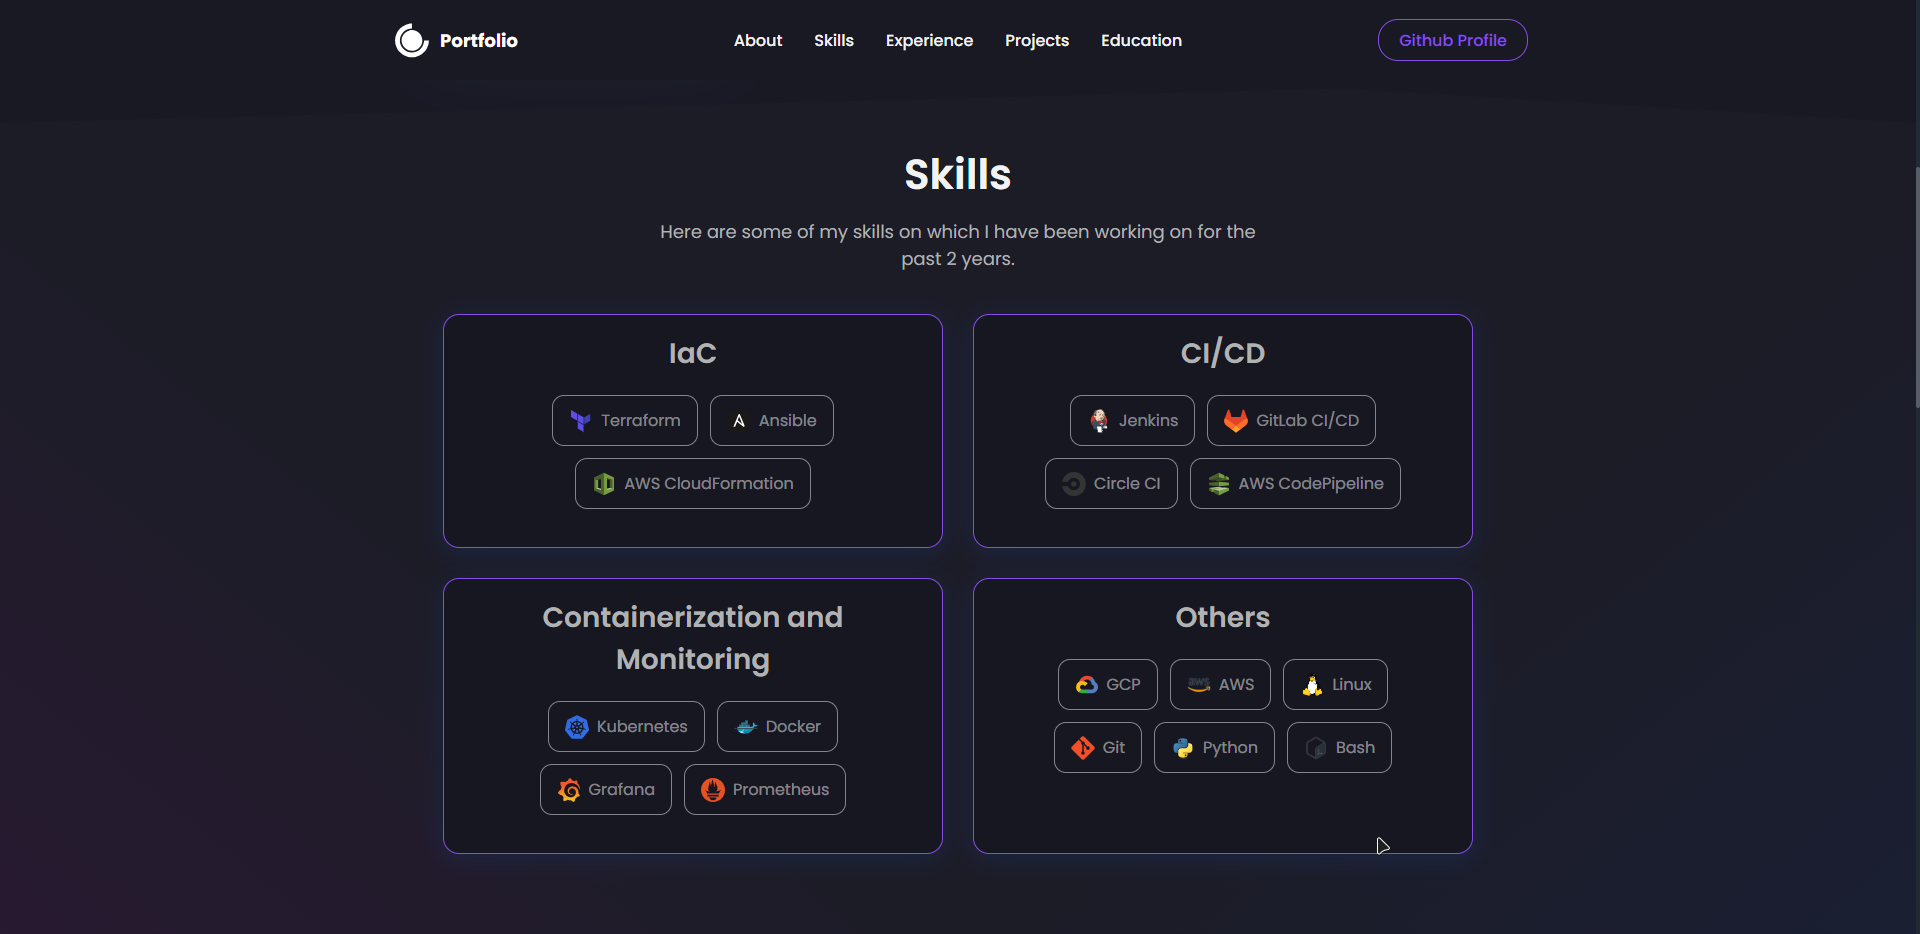 Portfolio
About Skills Experience Projects Education
Github Profile
Skills
Here are some of my skills on which I have been working on for the
past 2 years.
IaC
Terraform Ansible
AWS CloudFormation
CI/CD
Jenkins GitLab CI/CD
Circle CI AWS CodePipeline
Containerization and
Monitoring
Kubernetes Docker
Grafana Prometheus
Others
GCP aws AWS Linux
Git Python Bash